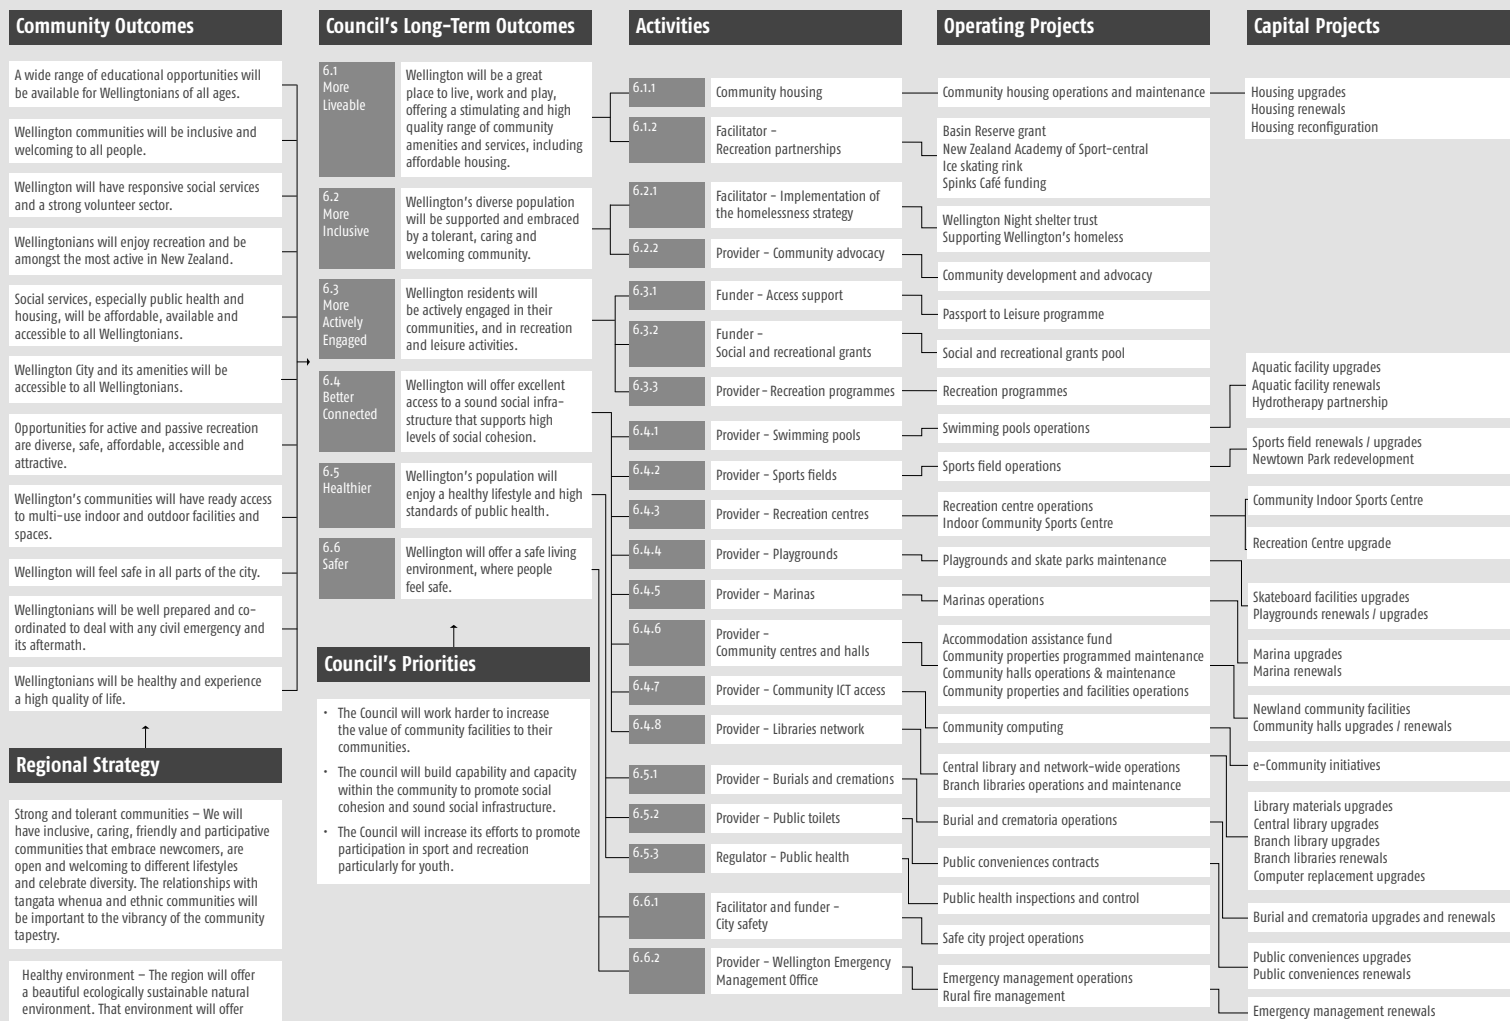 Community Outcomes
A wide range of educational opportunities will
be available for Wellingtonians of all ages.
Wellington communities will be inclusive and
welcoming to all people.
Wellington will have responsive social services
and a strong volunteer sector.
Wellingtonians will enjoy recreation and be
amongst the most active in New Zealand.
Social services, especially public health and
housing, will be affordable, available and
accessible to all Wellingtonians.
Wellington City and its amenities will be
accessible to all Wellingtonians.
Opportunities for active and passive recreation
are diverse, safe, affordable, accessible and
attractive.
Wellington's communities will have ready access
to multi-use indoor and outdoor facilities and
spaces.
Wellington will feel safe in all parts of the city.
Wellingtonians will be well prepared and co-
ordinated to deal with any civil emergency and
its aftermath.
Wellingtonians will be healthy and experience
a high quality of life.
Regional Strategy
Strong and tolerant communities – We will
have inclusive, caring, friendly and participative
communities that embrace newcomers, are
open and welcoming to different lifestyles
and celebrate diversity. The relationships with
tangata whenua and ethnic communities will
be important to the vibrancy of the community
tapestry.
Healthy environment – The region will offer
a beautiful ecologically sustainable natural
environment. That environment will offer
Council's Long-Term Outcomes
6.1
More
Liveable
Wellington will be a great
place to live, work and play,
offering a stimulating and high
quality range of community
amenities and services, including
affordable housing.
6.2
More
Inclusive
Wellington's diverse population
will be supported and embraced
by a tolerant, caring and
welcoming community.
6.3
More
Actively
Engaged
Wellington residents will
be actively engaged in their
communities, and in recreation
and leisure activities.
6.4
Better
Connected
Wellington will offer excellent
access to a sound social infra-
structure that supports high
levels of social cohesion.
6.5
Healthier
Wellington's population will
enjoy a healthy lifestyle and high
standards of public health.
6.6
Safer
Wellington will offer a safe living
environment, where people
feel safe.
Council's Priorities
• The Council will work harder to increase
the value of community facilities to their
communities.
• The council will build capability and capacity
within the community to promote social
cohesion and sound social infrastructure.
• The Council will increase its efforts to promote
participation in sport and recreation
particularly for youth.
Activities
6.1.1
Community housing
6.1.2
Facilitator –
Recreation partnerships
6.2.1
Facilitator – Implementation of
the homelessness strategy
6.2.2
Provider – Community advocacy
6.3.1
Funder – Access support
6.3.2
Funder –
Social and recreational grants
6.3.3
Provider – Recreation programmes
6.4.1
Provider – Swimming pools
6.4.2
Provider – Sports fields
6.4.3
Provider – Recreation centres
6.4.4
Provider – Playgrounds
6.4.5
Provider – Marinas
6.4.6
Provider –
Community centres and halls
6.4.7
Provider – Community ICT access
6.4.8
Provider – Libraries network
6.5.1
Provider – Burials and cremations
6.5.2
Provider – Public toilets
6.5.3
Regulator – Public health
6.6.1
Facilitator and funder –
City safety
6.6.2
Provider – Wellington Emergency
Management Office
Operating Projects
Community housing operations and maintenance
Basin Reserve grant
New Zealand Academy of Sport-central
Ice skating rink
Spinks Café funding
Wellington Night shelter trust
Supporting Wellington's homeless
Community development and advocacy
Passport to Leisure programme
Social and recreational grants pool
Recreation programmes
Swimming pools operations
Sports field operations
Recreation centre operations
Indoor Community Sports Centre
Playgrounds and skate parks maintenance
Marinas operations
Accommodation assistance fund
Community properties programmed maintenance
Community halls operations & maintenance
Community properties and facilities operations
Community computing
Central library and network-wide operations
Branch libraries operations and maintenance
Burial and crematoria operations
Public conveniences contracts
Public health inspections and control
Safe city project operations
Emergency management operations
Rural fire management
Capital Projects
Housing upgrades
Housing renewals
Housing reconfiguration
Aquatic facility upgrades
Aquatic facility renewals
Hydrotherapy partnership
Sports field renewals / upgrades
Newtown Park redevelopment
Community Indoor Sports Centre
Recreation Centre upgrade
Skateboard facilities upgrades
Playgrounds renewals / upgrades
Marina upgrades
Marina renewals
Newland community facilities
Community halls upgrades / renewals
e-Community initiatives
Library materials upgrades
Central library upgrades
Branch library upgrades
Branch libraries renewals
Computer replacement upgrades
Burial and crematoria upgrades and renewals
Public conveniences upgrades
Public conveniences renewals
Emergency management renewals